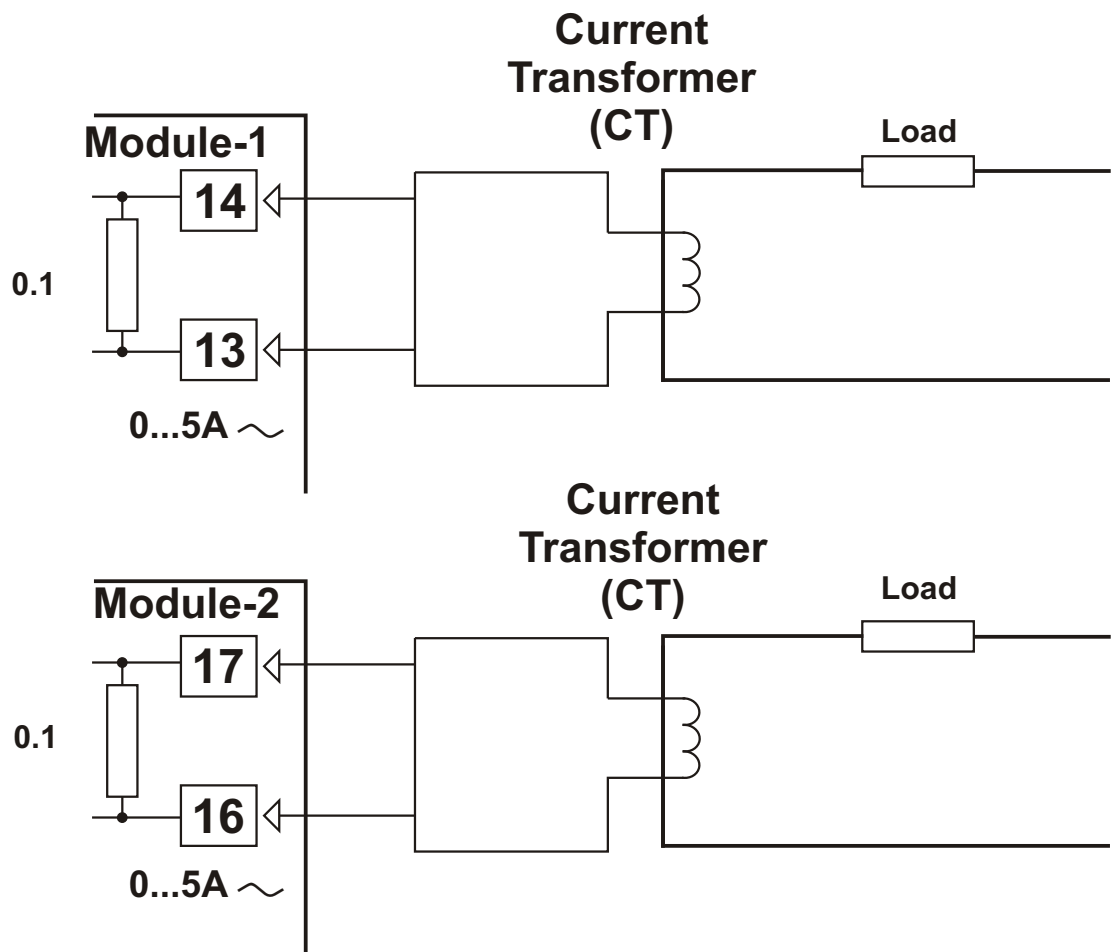 Current
Transformer
(CT)
Load
Module-1
14
0.1
13
0...5A
Current
Transformer
(CT)
Load
Module-2
17
0.1
16
0...5A